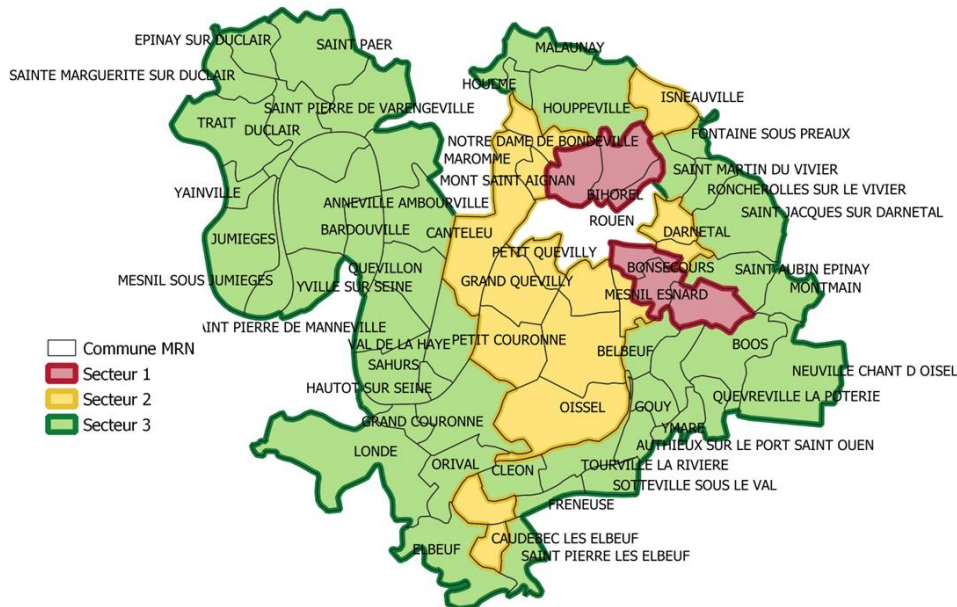 MALAUNAY
EPINAY SUR DUCLAIR
SAINT PAER
SAINTE MARGUERITE SUR DUCLAIR
HOULME
ISNEAUVILLE
SAINT PIERRE DE VARENGEVILLE
HOUPPEVILLE
TRAIT
DUCLAIR
FONTAINE SOUS PREAUX
NOTRE DAME DE BONDEVILLE
MAROMME
SAINT MARTIN DU VIVIER
MONT SAINT AIGNAN
RONCHEROLLES SUR LE VIVIER
YAINVILLE
BIHOREL
ANNEVILLE AMBOURVILLE
SAINT JACQUES SUR DARNETAL
ROUEN
BARDOUVILLE
CANTELEU
DARNETAL
JUMIEGES
PETIT QUEVILLY
QUEVILLON
BONSECOURS
SAINT AUBIN EPINAY
MESNIL SOUS JUMIEGES
YVILLE SUR SEINE
GRAND QUEVILLY
MESNIL ESNARD
MONTMAIN
AINT PIERRE DE MANNEVILLE
VAL DE LA HAYE
PETIT COURONNE
BOOS
BELBEUF
SAHURS
NEUVILLE CHANT D OISEL
HAUTOT SUR SEINE
QUEVREVILLE LA POTERIE
OISSEL
GOUY
GRAND COURONNE
YMARE
AUTHIEUX SUR LE PORT SAINT OUEN
LONDE
ORIVAL
CLEON
TOURVILLE LA RIVIERE
SOTTEVILLE SOUS LE VAL
FRENEUSE
CAUDEBEC LES ELBEUF
ELBEUF
SAINT PIERRE LES ELBEUF
Commune MRN
Secteur 1
Secteur 2
Secteur 3